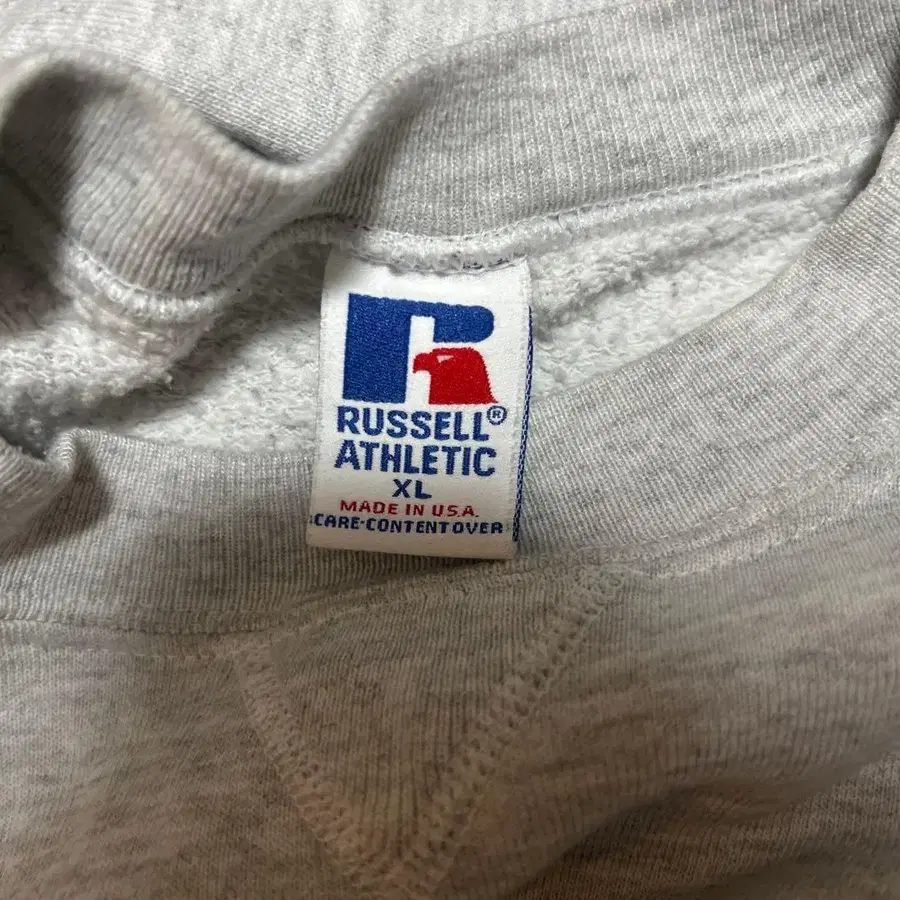 RUSSELL®
ATHLETIC
XL
MADE IN U.S.A.
CARE-CONTENT OVER